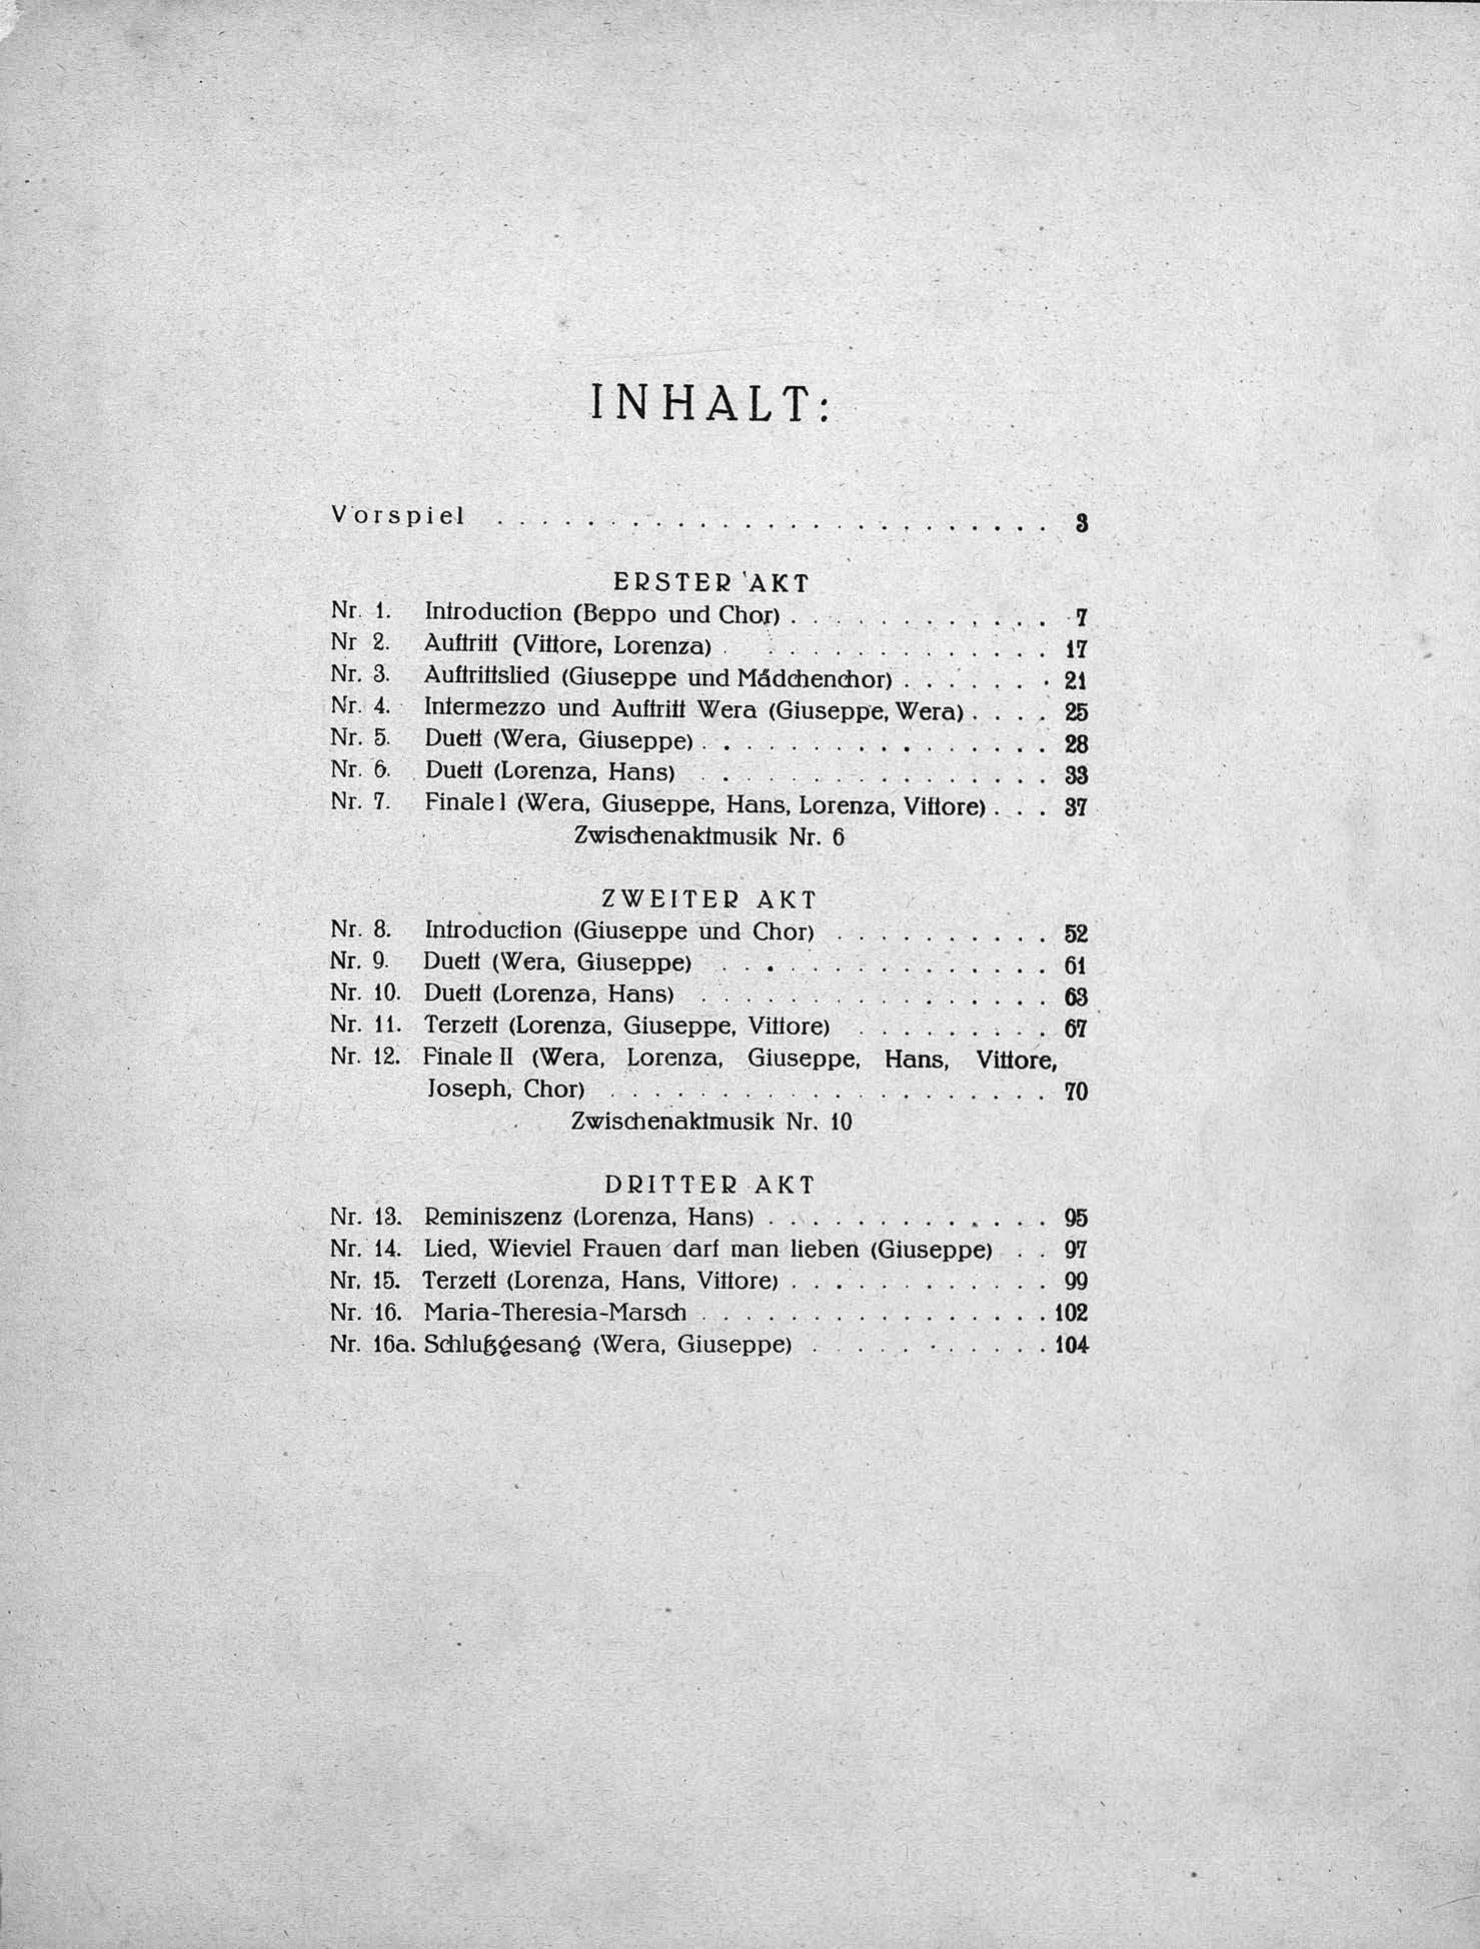 INHALT:
Vorspiel . . . . . . . . . . . . . . . . . . . . . . . . . 3
ERSTER AKT
Nr. 1. Introduction (Beppo und Chor) . . . . . . . . . . . . 7
Nr 2. Auftritt (Vittore, Lorenza) . . . . . . . . . . . . . . 17
Nr. 3. Auftrittslied (Giuseppe und Mädchenchor) . . . . . . . 21
Nr. 4. Intermezzo und Auftritt Wera (Giuseppe, Wera) . . . . 25
Nr. 5. Duett (Wera, Giuseppe) . . . . . . . . . . . . . . . . 28
Nr. 6. Duett (Lorenza, Hans) . . . . . . . . . . . . . . . . 33
Nr. 7. Finale I (Wera, Giuseppe, Hans, Lorenza, Vittore) . . . 37
Zwischenaktmusik Nr. 6
ZWEITER AKT
Nr. 8. Introduction (Giuseppe und Chor) . . . . . . . . . . 52
Nr. 9. Duett (Wera, Giuseppe) . . . . . . . . . . . . . . . 61
Nr. 10. Duett (Lorenza, Hans) . . . . . . . . . . . . . . . . 63
Nr. 11. Terzett (Lorenza, Giuseppe, Vittore) . . . . . . . . . 67
Nr. 12. Finale II (Wera, Lorenza, Giuseppe, Hans, Vittore,
Joseph, Chor) . . . . . . . . . . . . . . . . . . . . 70
Zwischenaktmusik Nr. 10
DRITTER AKT
Nr. 13. Reminiszenz (Lorenza, Hans) . . . . . . . . . . . . . 95
Nr. 14. Lied, Wieviel Frauen darf man lieben (Giuseppe) . . 97
Nr. 15. Terzett (Lorenza, Hans, Vittore) . . . . . . . . . . . . 99
Nr. 16. Maria-Theresia-Marsch . . . . . . . . . . . . . . . . 102
Nr. 16a. Schlußgesang (Wera, Giuseppe) . . . . . . . . . . . 104